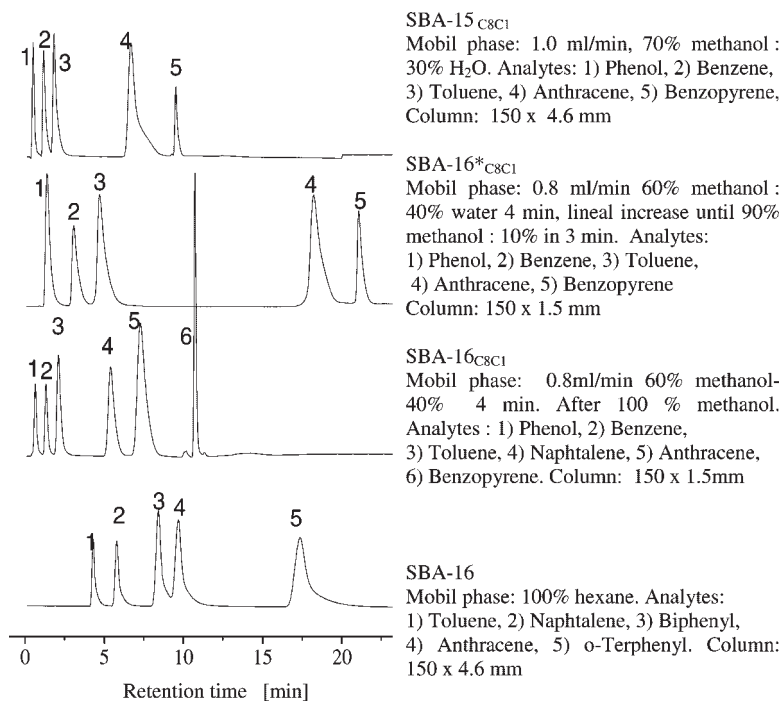 1
2
3
4
5
SBA-15 C8C1
Mobil phase: 1.0 ml/min, 70% methanol :
30% H2O. Analytes: 1) Phenol, 2) Benzene,
3) Toluene, 4) Anthracene, 5) Benzopyrene,
Column: 150 x 4.6 mm
1
2
3
4
5
SBA-16*C8C1
Mobil phase: 0.8 ml/min 60% methanol :
40% water 4 min, lineal increase until 90%
methanol : 10% in 3 min. Analytes:
1) Phenol, 2) Benzene, 3) Toluene,
4) Anthracene, 5) Benzopyrene
Column: 150 x 1.5 mm
1 2
3
4
5
6
SBA-16C8C1
Mobil phase: 0.8ml/min 60% methanol-
40% 4 min. After 100 % methanol.
Analytes : 1) Phenol, 2) Benzene,
3) Toluene, 4) Naphtalene, 5) Anthracene,
6) Benzopyrene. Column: 150 x 1.5mm
1
2
3
4
5
SBA-16
Mobil phase: 100% hexane. Analytes:
1) Toluene, 2) Naphtalene, 3) Biphenyl,
4) Anthracene, 5) o-Terphenyl. Column:
150 x 4.6 mm
0 5 10 15 20
Retention time [min]